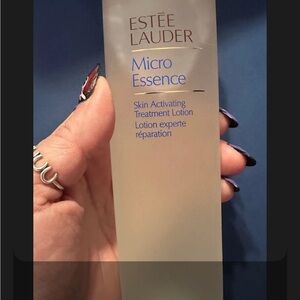 ESTĒE
LAUDER
Micro
Essence
Skin Activating
Treatment Lotion
Lotion experte
réparation